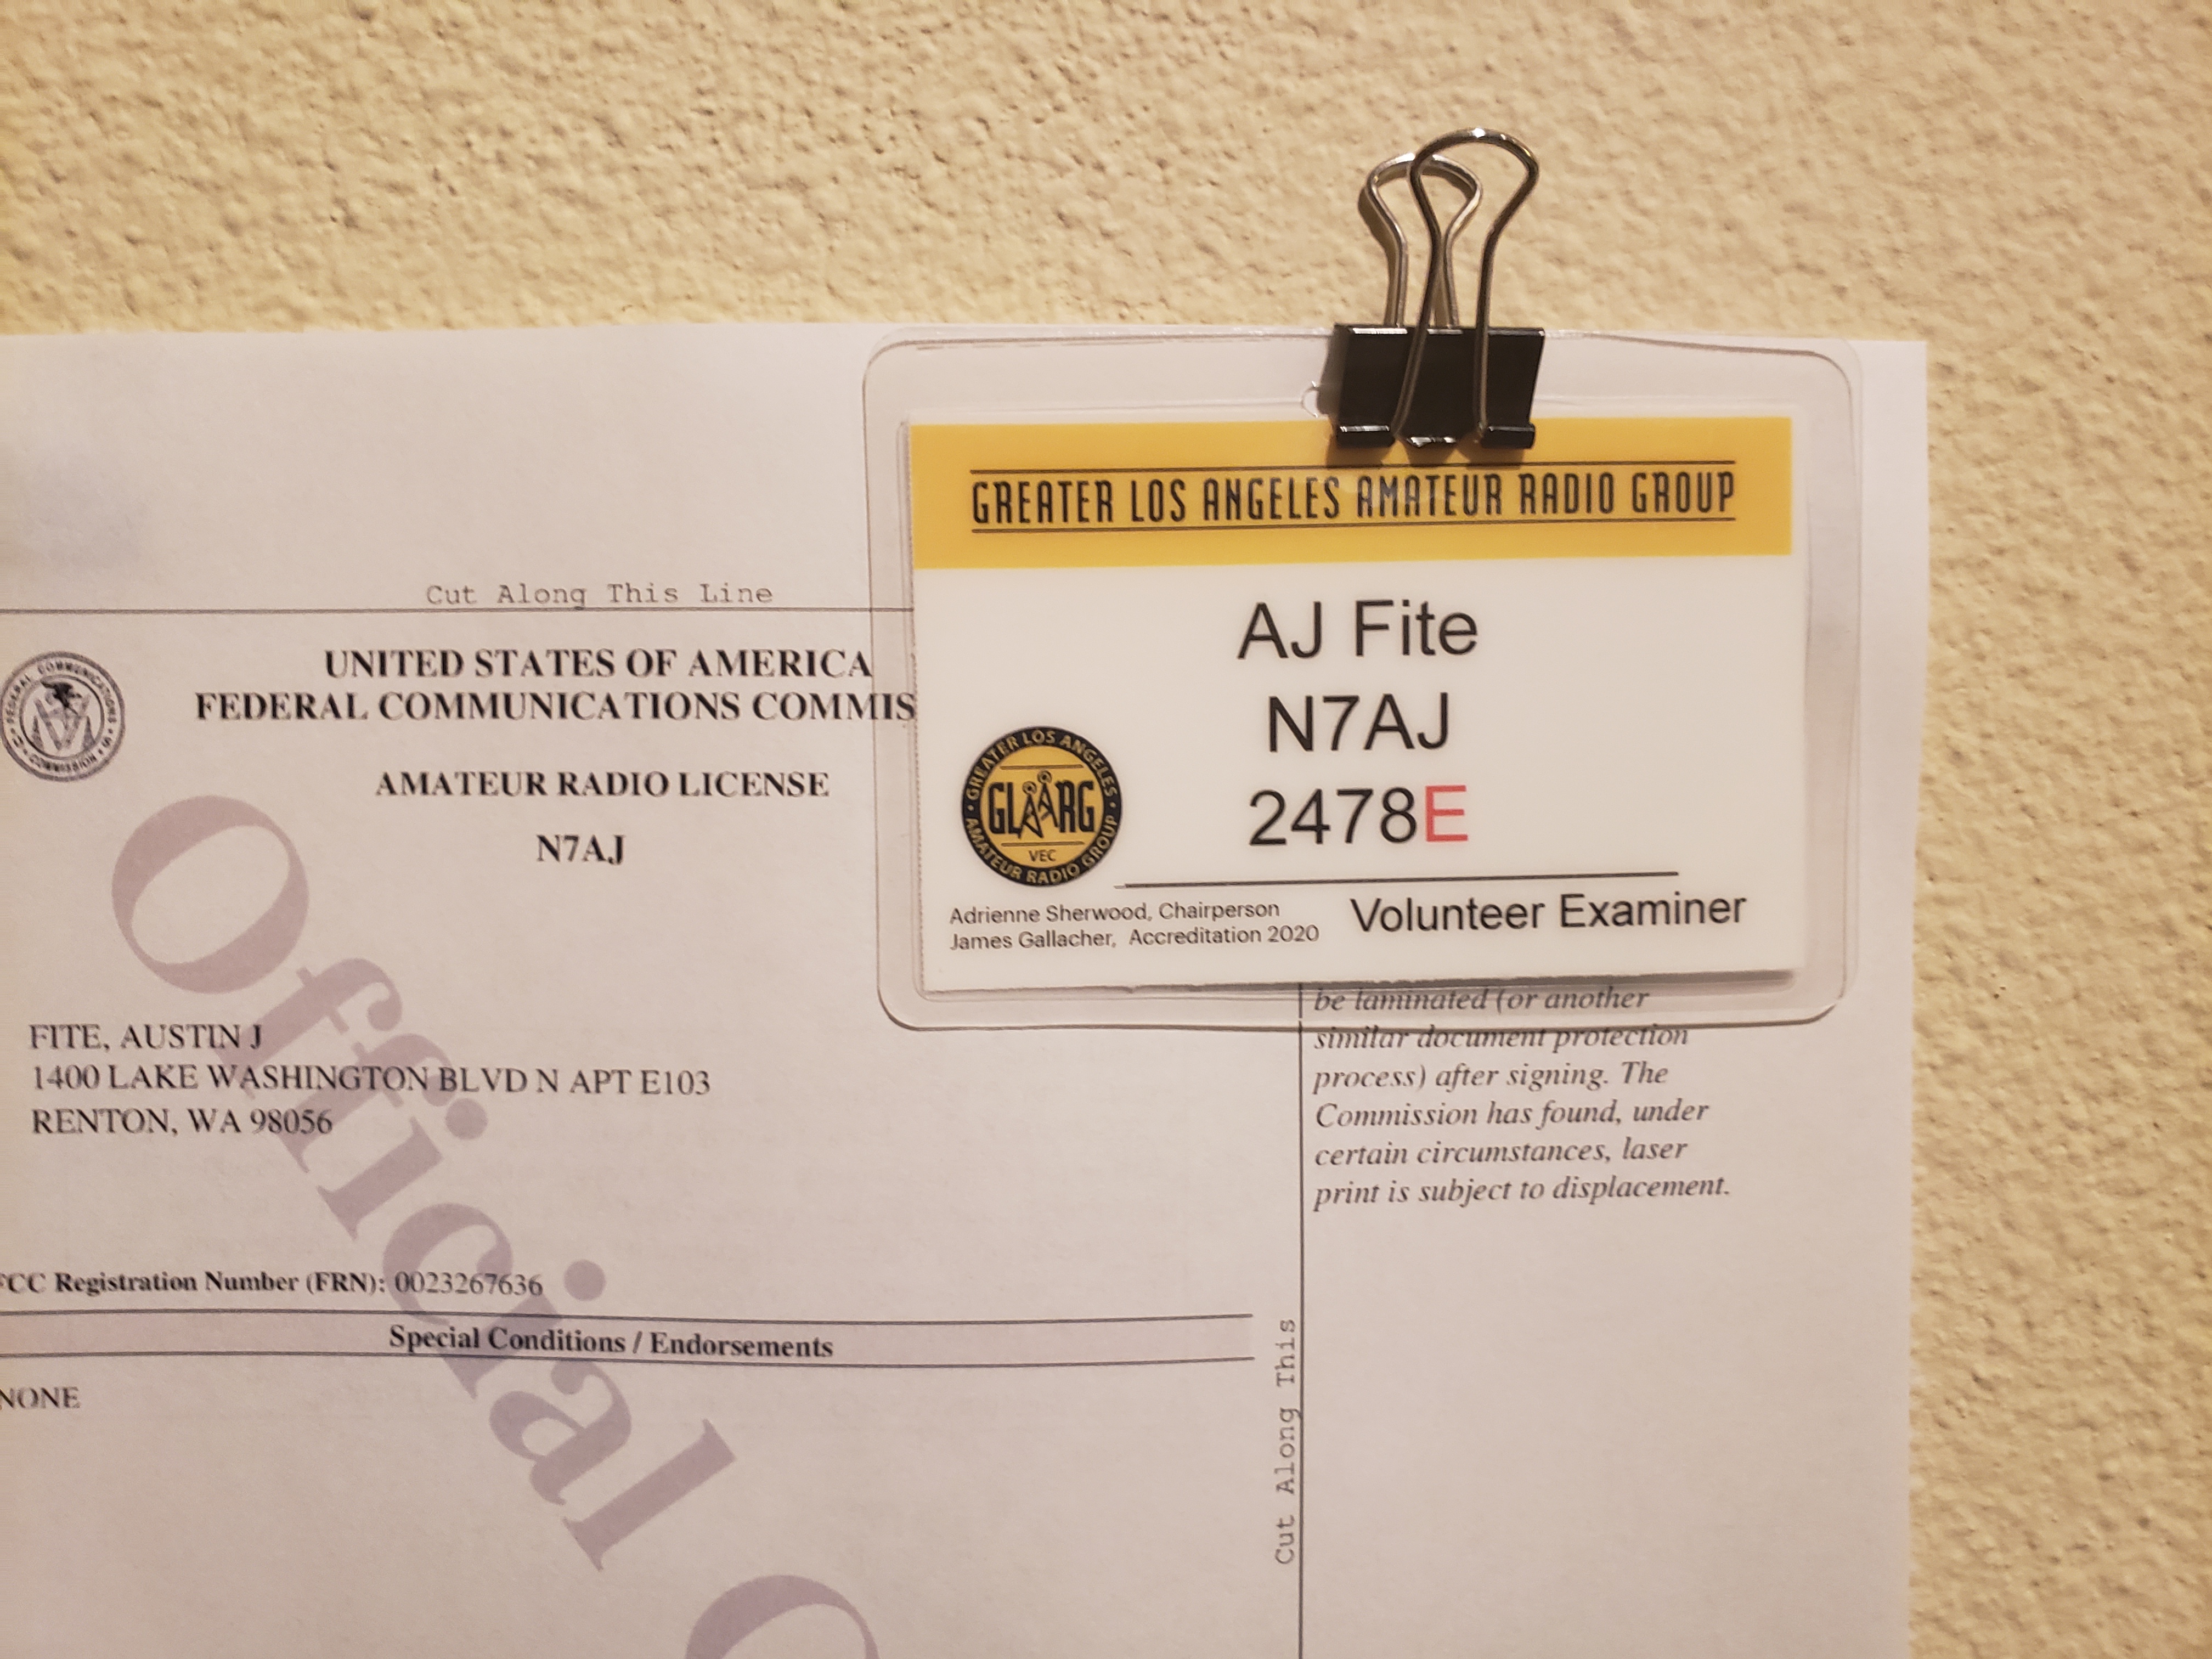 Cut Along This Line
UNITED STATES OF AMERICA
FEDERAL COMMUNICATIONS COMMIS
FEDERAL COMMUNICATIONS COMMISSION
AMATEUR RADIO LICENSE
N7AJ
FITE, AUSTIN J
1400 LAKE WASHINGTON BLVD N APT E103
RENTON, WA 98056
FCC Registration Number (FRN): 0023267636
Special Conditions / Endorsements
NONE
Official
GREATER LOS ANGELES AMATEUR RADIO GROUP
AJ Fite
N7AJ
2478E
GREATER LOS ANGELES
GLAARG
VEC
AMATEUR RADIO GROUP
Adrienne Sherwood, Chairperson
James Gallacher, Accreditation 2020
Volunteer Examiner
be laminated (or another
similar document protection
process) after signing. The
Commission has found, under
certain circumstances, laser
print is subject to displacement.
Cut Along This